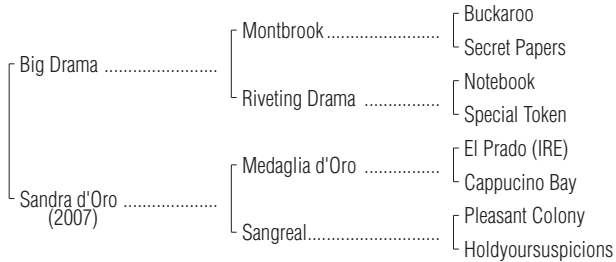 Buckaroo
Montbrook
Secret Papers
Big Drama
Notebook
Riveting Drama
Special Token
El Prado (IRE)
Medaglia d'Oro
Cappucino Bay
Sandra d'Oro
(2007)
Pleasant Colony
Sangreal
Holdyoursuspicions